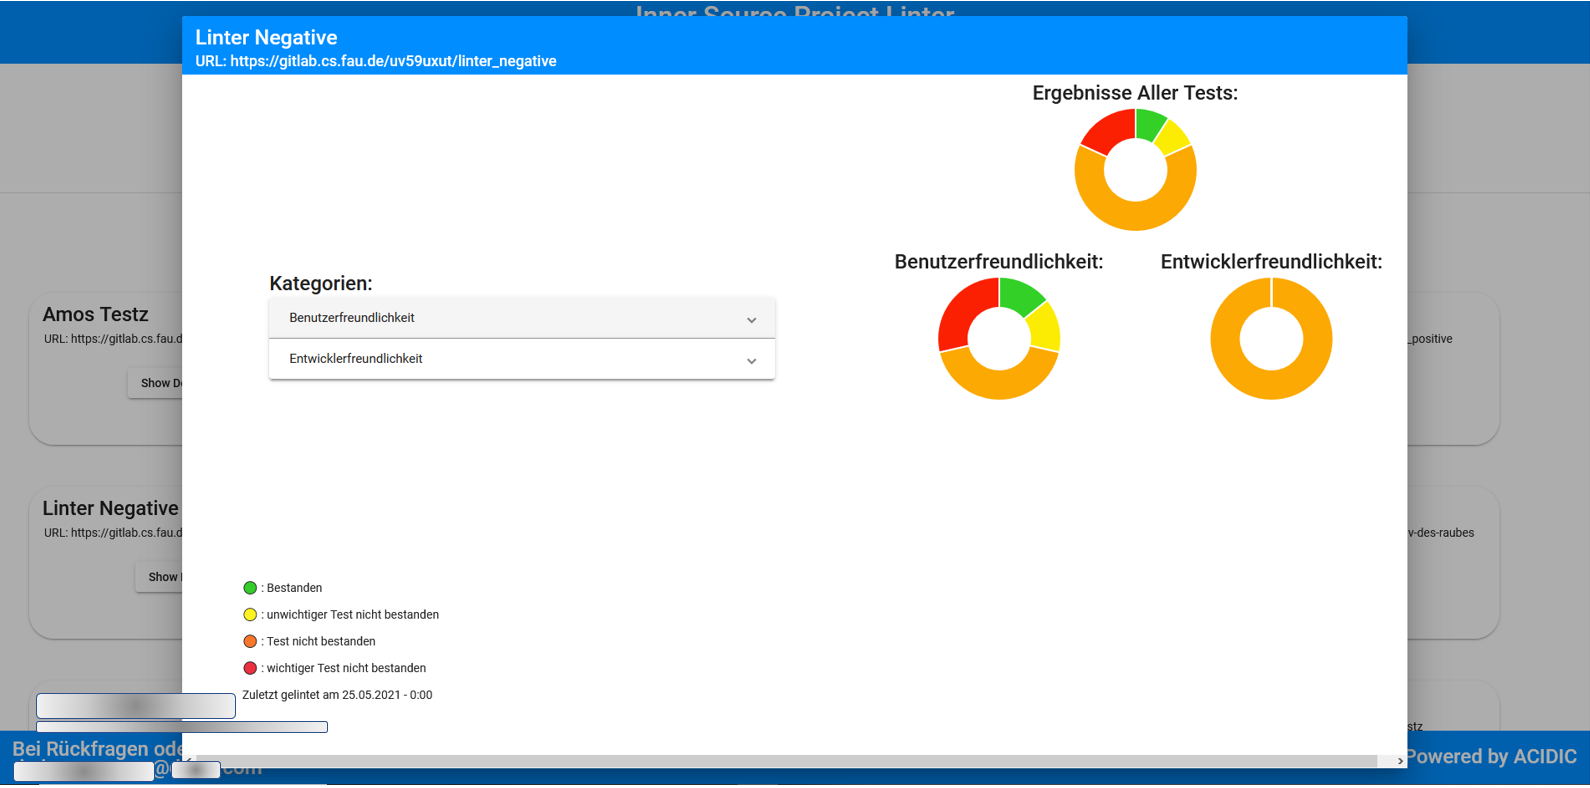 Inner Source Project Linter
Linter Negative
URL: https://gitlab.cs.fau.de/uv59uxut/linter_negative
Ergebnisse Aller Tests:
Benutzerfreundlichkeit:
Entwicklerfreundlichkeit:
Kategorien:
Benutzerfreundlichkeit
Entwicklerfreundlichkeit
: Bestanden
: unwichtiger Test nicht bestanden
: Test nicht bestanden
: wichtiger Test nicht bestanden
Zuletzt gelintet am 25.05.2021 - 0:00
Amos Testz
URL: https://gitlab.cs.fau.d
Show D
_positive
Linter Negative
URL: https://gitlab.cs.fau.d
Show
v-des-raubes
stz
Bei Rückfragen ode
.com
Powered by ACIDIC